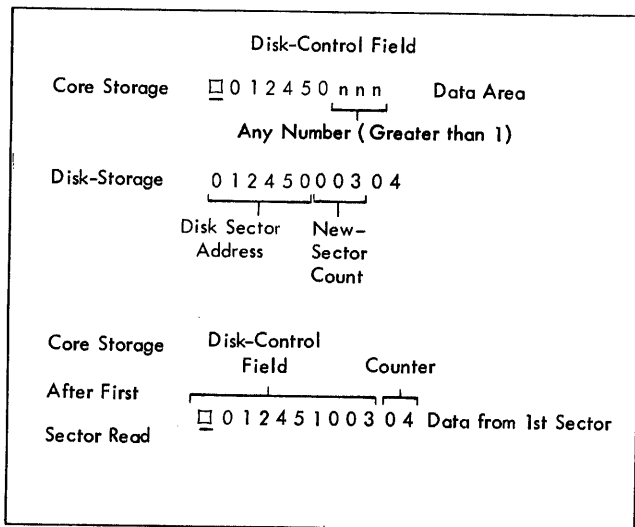 Disk-Control Field
Core Storage □ 0 1 2 4 5 0 n n n Data Area
Any Number ( Greater than 1)
Disk-Storage 0 1 2 4 5 0 0 0 3 0 4
Disk Sector Address
New-Sector Count
Core Storage After First Sector Read
Disk-Control Field
Counter
□ 0 1 2 4 5 1 0 0 3 0 4 Data from 1st Sector